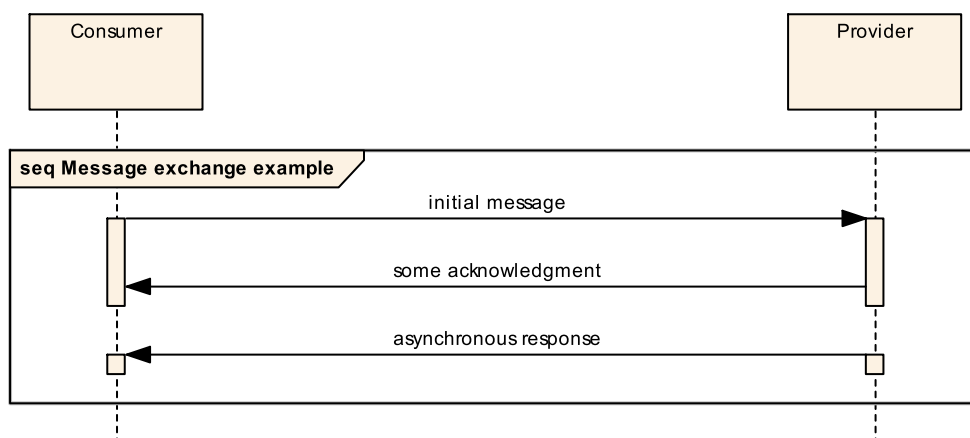 Consumer
Provider
seq Message exchange example
initial message
some acknowledgment
asynchronous response